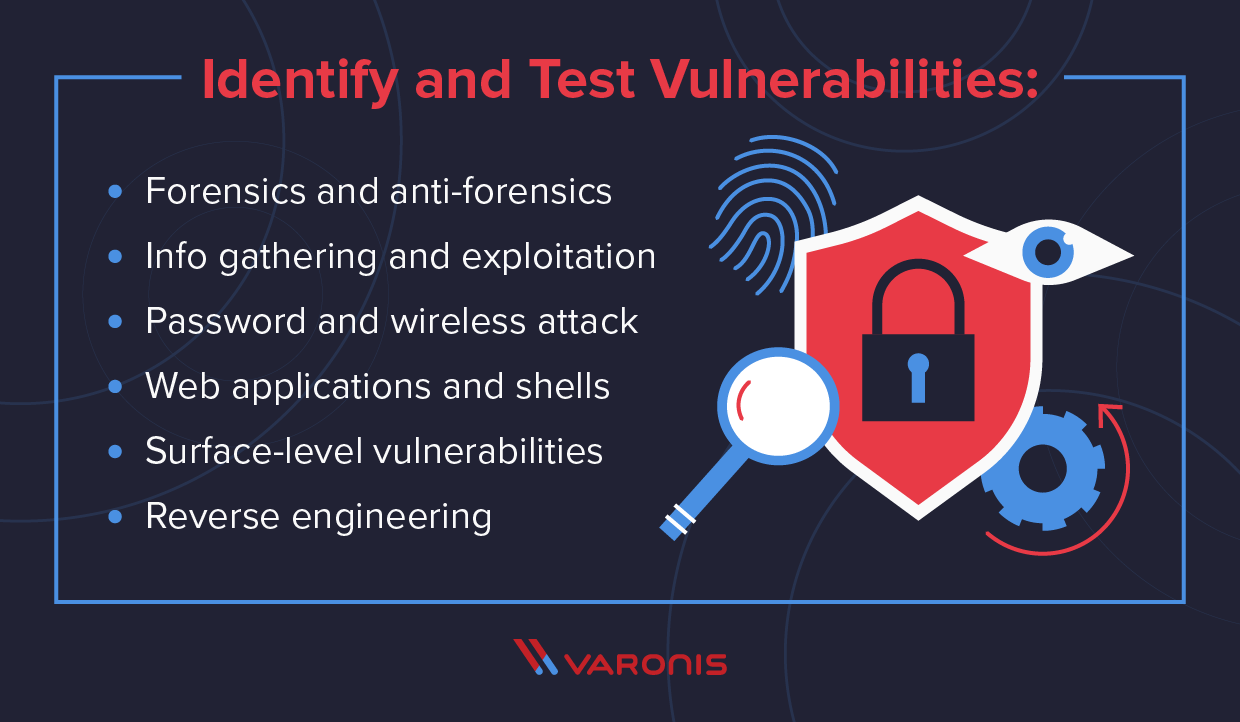 Identify and Test Vulnerabilities:
Forensics and anti-forensics
Info gathering and exploitation
Password and wireless attack
Web applications and shells
Surface-level vulnerabilities
Reverse engineering
VARONIS